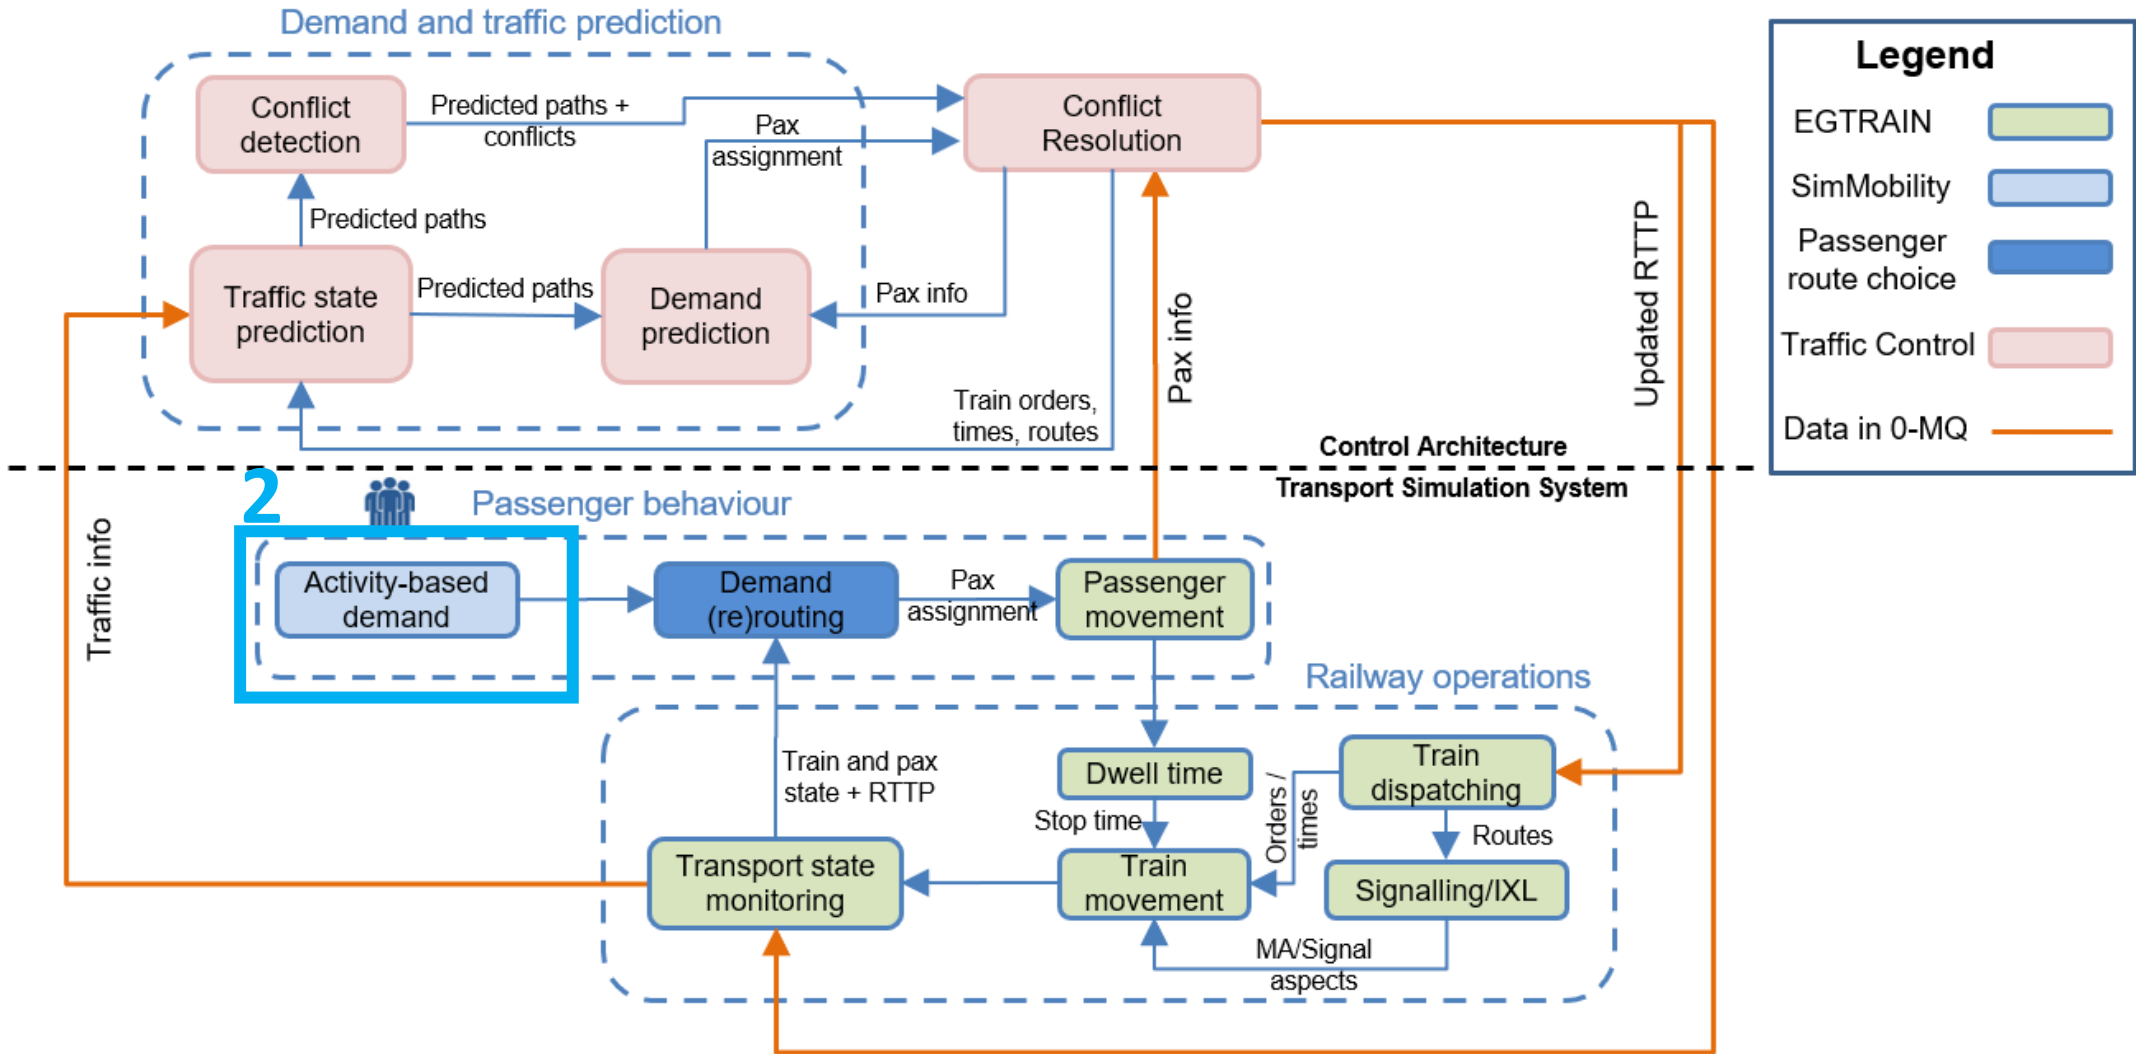 Demand and traffic prediction
Conflict
detection
Predicted paths +
conflicts
Pax
assignment
Conflict
Resolution
Predicted paths
Traffic state
prediction
Predicted paths
Demand
prediction
Pax info
Train orders,
times, routes
Pax info
Updated RTTP
Control Architecture
Transport Simulation System
Legend
EGTRAIN
SimMobility
Passenger
route choice
Traffic Control
Data in 0-MQ
Traffic info
2
Passenger behaviour
Activity-based
demand
Demand
(re)routing
Pax
assignment
Passenger
movement
Railway operations
Train and pax
state + RTTP
Dwell time
Stop time
Orders /
times
Train
dispatching
Routes
Transport state
monitoring
Train
movement
Signalling/IXL
MA/Signal
aspects